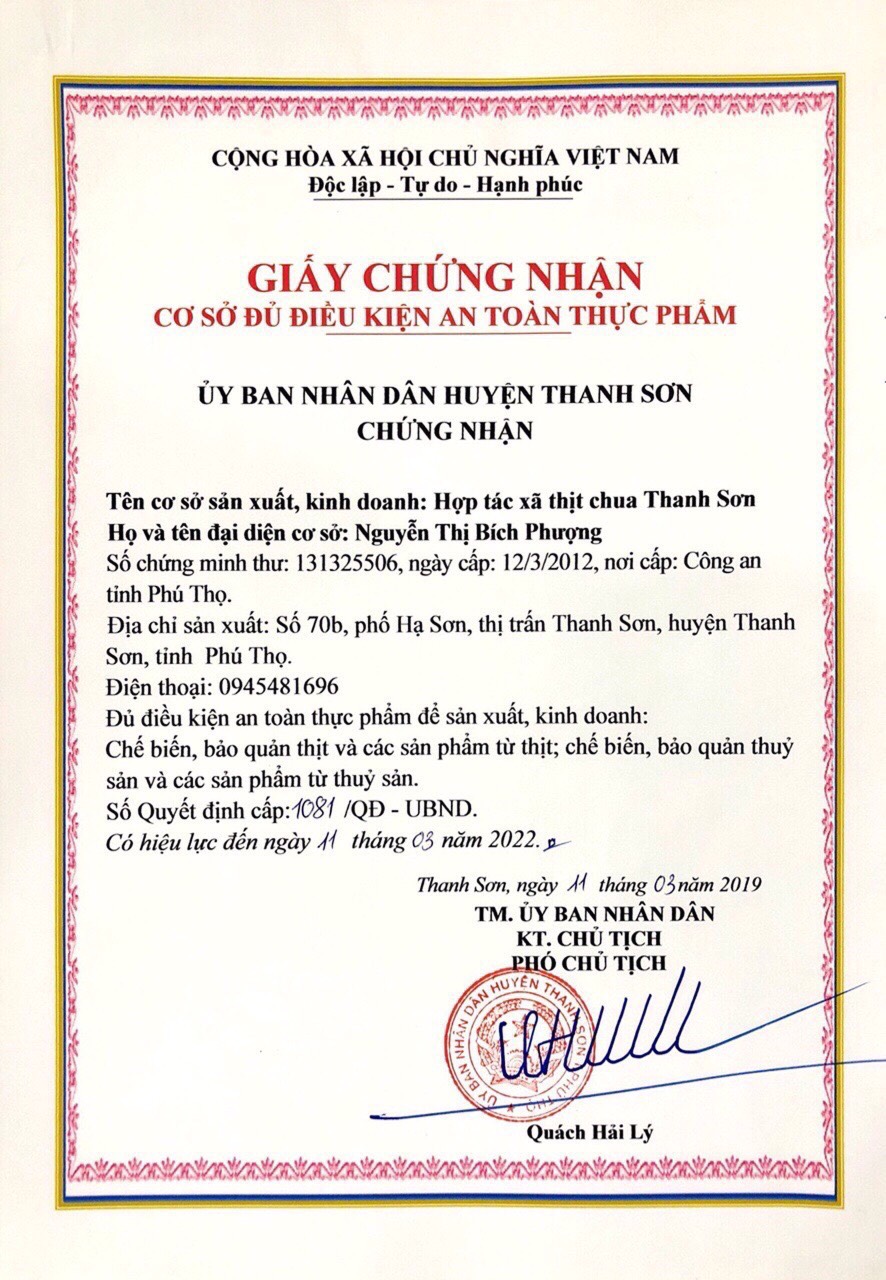 CỘNG HÒA XÃ HỘI CHỦ NGHĨA VIỆT NAM
Độc lập - Tự do - Hạnh phúc
GIẤY CHỨNG NHẬN
CƠ SỞ ĐỦ ĐIỀU KIỆN AN TOÀN THỰC PHẨM
ỦY BAN NHÂN DÂN HUYỆN THANH SƠN
CHỨNG NHẬN
Tên cơ sở sản xuất, kinh doanh: Hợp tác xã thịt chua Thanh Sơn
Họ và tên đại diện cơ sở: Nguyễn Thị Bích Phượng
Số chứng minh thư: 131325506, ngày cấp: 12/3/2012, nơi cấp: Công an
tỉnh Phú Thọ.
Địa chỉ sản xuất: Số 70b, phố Hạ Sơn, thị trấn Thanh Sơn, huyện Thanh
Sơn, tỉnh Phú Thọ.
Điện thoại: 0945481696
Đủ điều kiện an toàn thực phẩm để sản xuất, kinh doanh:
Chế biến, bảo quản thịt và các sản phẩm từ thịt; chế biến, bảo quản thuỷ
sản và các sản phẩm từ thuỷ sản.
Số Quyết định cấp:1081 /QĐ - UBND.
Có hiệu lực đến ngày 11 tháng 03 năm 2022.
Thanh Sơn, ngày 11 tháng 03 năm 2019
TM. ỦY BAN NHÂN DÂN
KT. CHỦ TỊCH
PHÓ CHỦ TỊCH
ỦY BAN NHÂN DÂN HUYỆN THANH SƠN - PHÚ THỌ
Quách Hải Lý